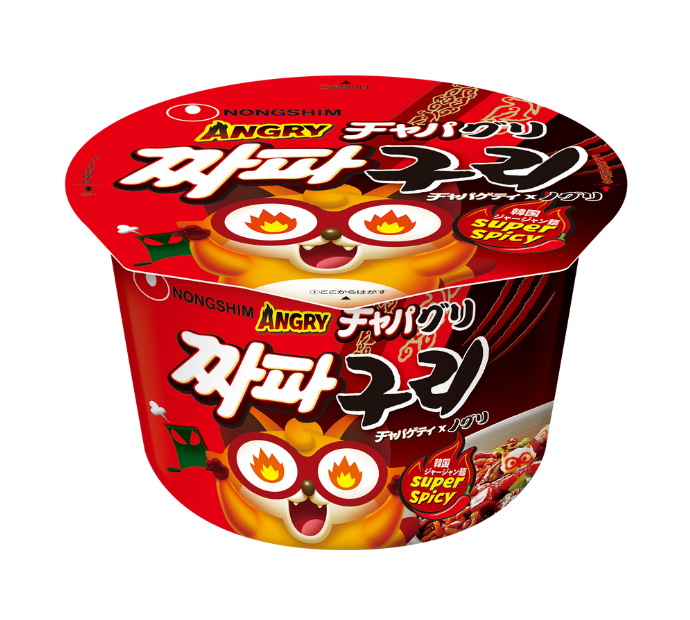 NONGSHIM
ANGRY チャパグリ
짜파구리
チャパゲティ x ノグリ
韓国
ジャージャン麺
super
spicy
①ここからはがす
NONGSHIM ANGRY チャパグリ
짜파구리
チャパゲティ x ノグリ
韓国
ジャージャン麺
super
spicy